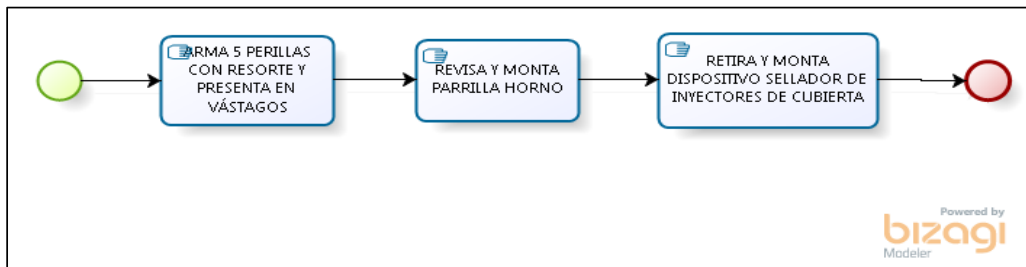 ARMA 5 PERILLAS
CON RESORTE Y
PRESENTA EN
VÁSTAGOS
REVISA Y MONTA
PARRILLA HORNO
RETIRA Y MONTA
DISPOSITIVO SELLADOR DE
INYECTORES DE CUBIERTA
Powered by
bizagi
Modeler